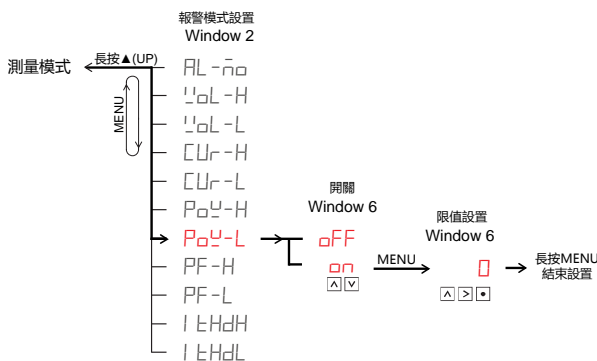 報警模式設置
Window 2
測量模式
長按▲(UP)
MENU
AL-no
VoL-H
VoL-L
CUr-H
CUr-L
PoW-H
PoW-L
PF-H
PF-L
ItHdH
ItHdL
開關
Window 6
oFF
on
MENU
限值設置
Window 6
0
長按MENU
結束設置